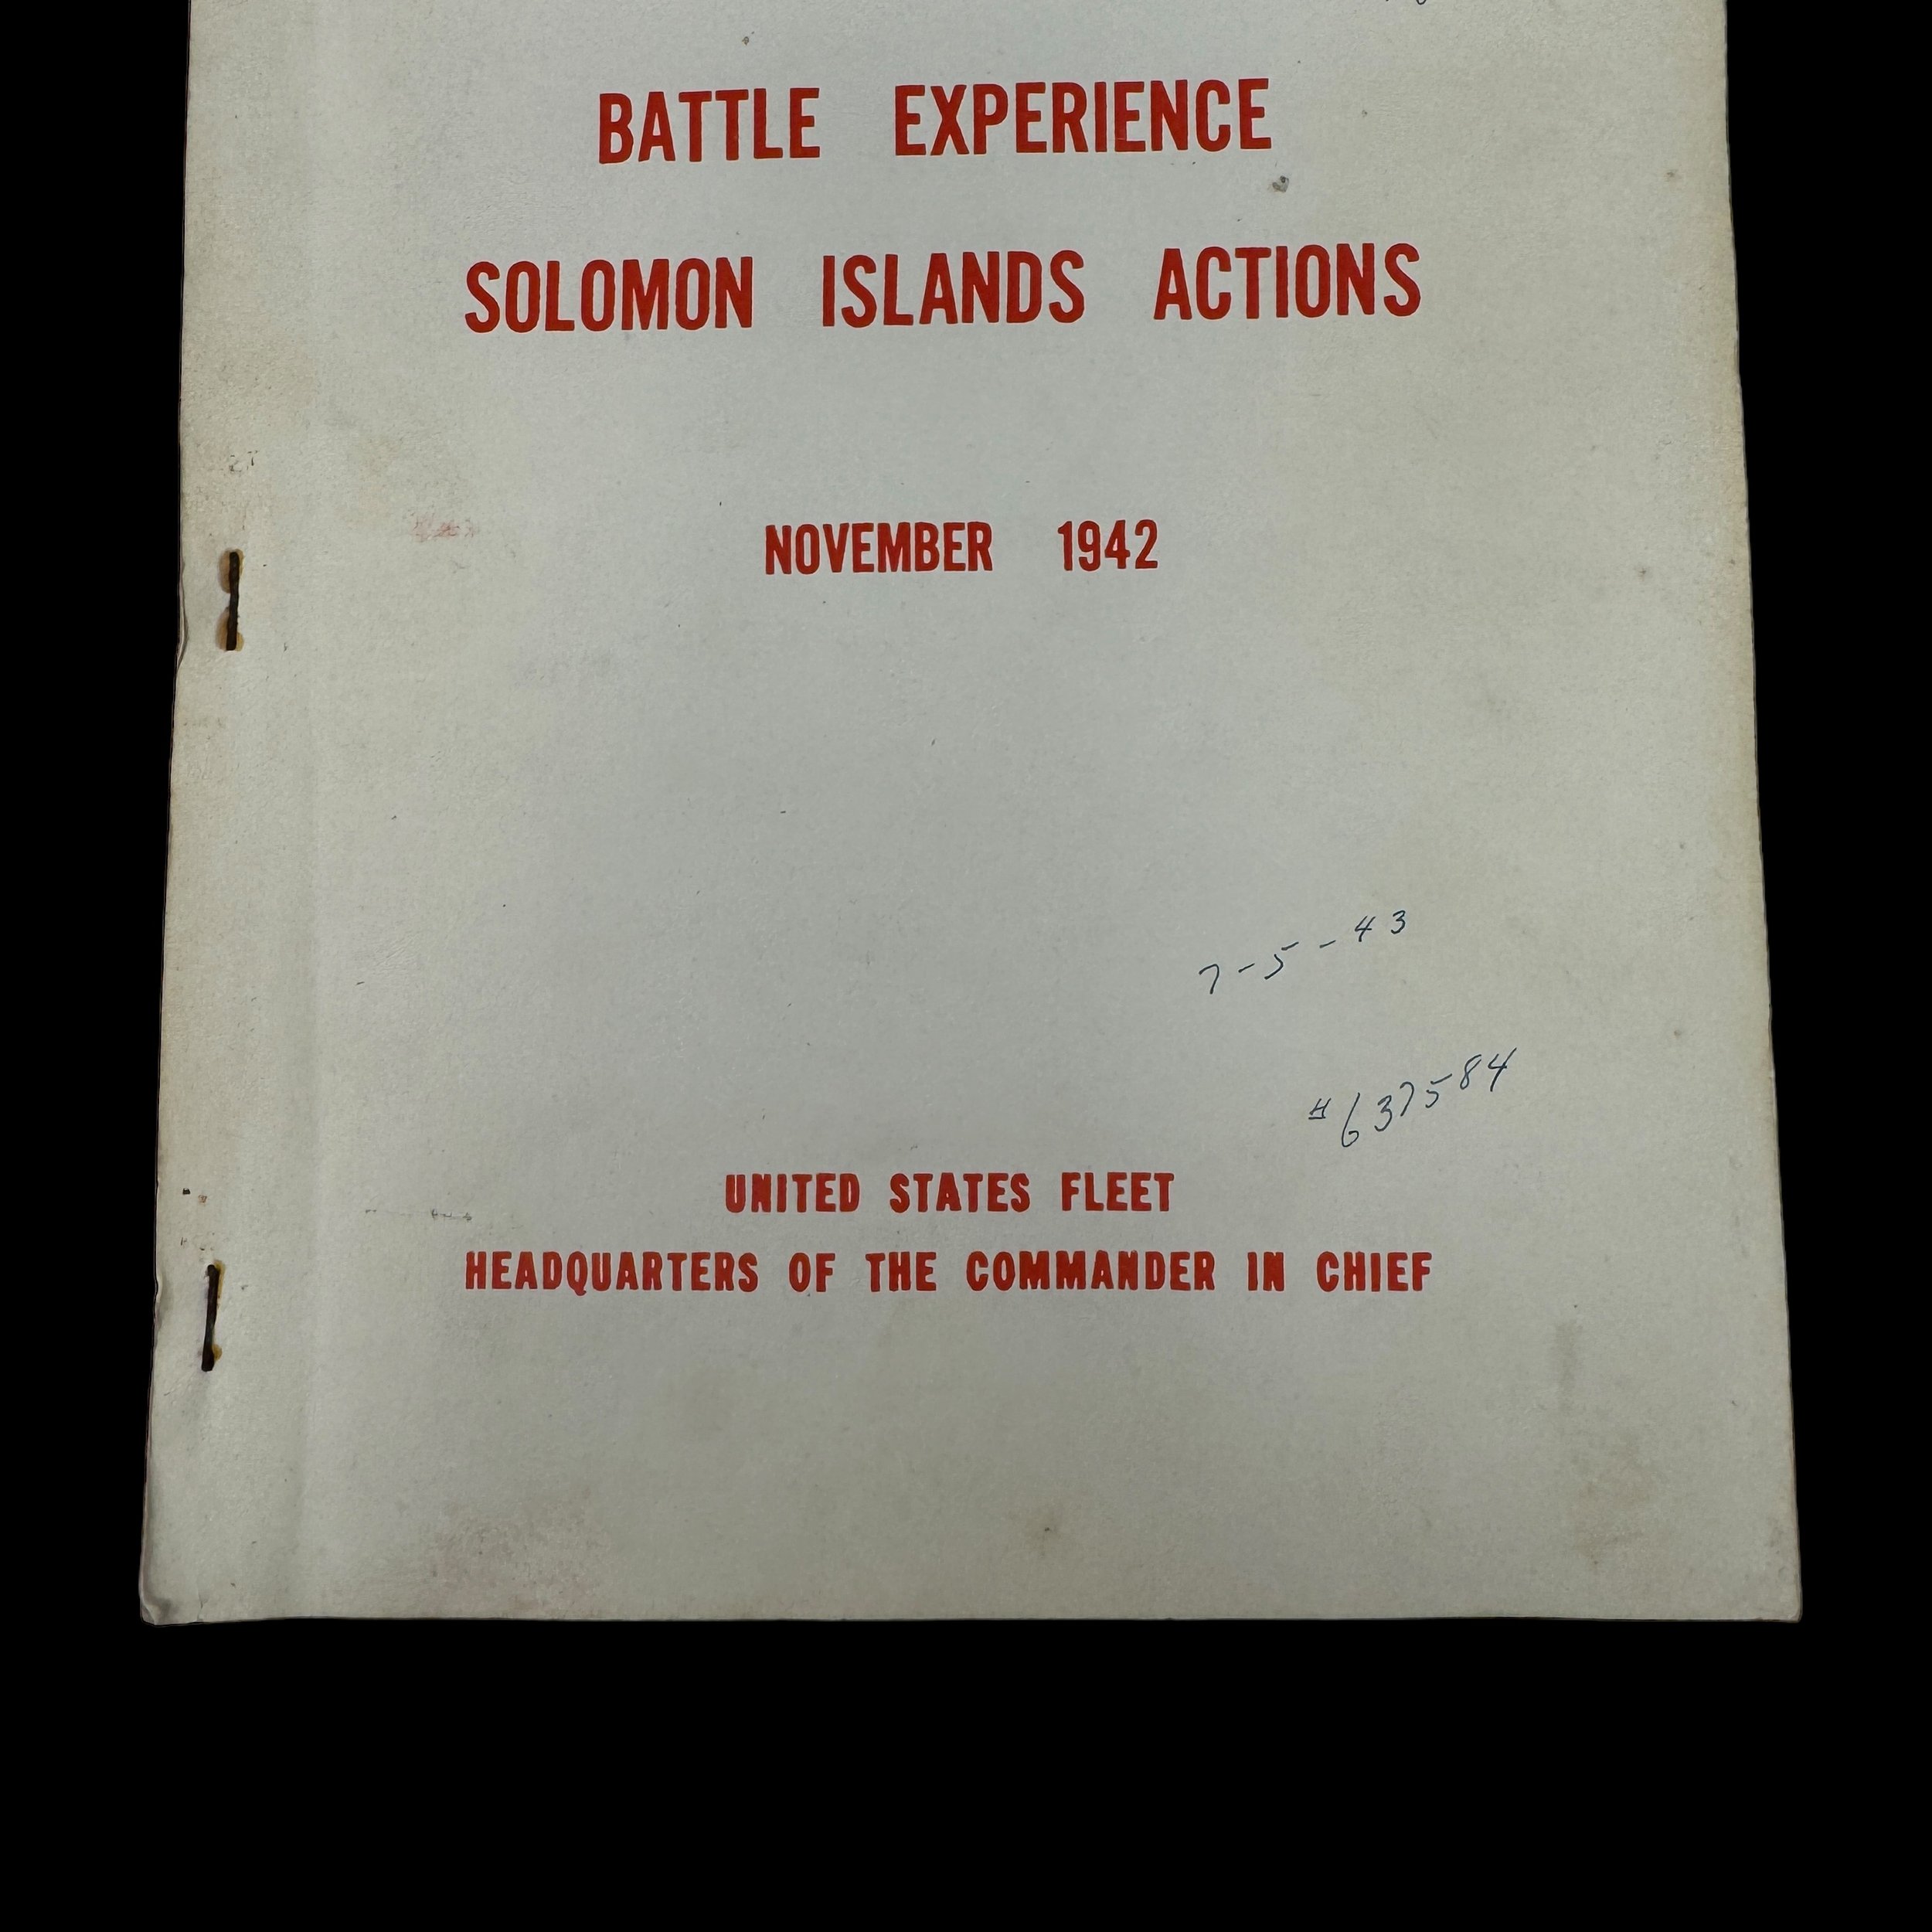 BATTLE EXPERIENCE
SOLOMON ISLANDS ACTIONS
NOVEMBER 1942
7-5-43
#637584
UNITED STATES FLEET
HEADQUARTERS OF THE COMMANDER IN CHIEF